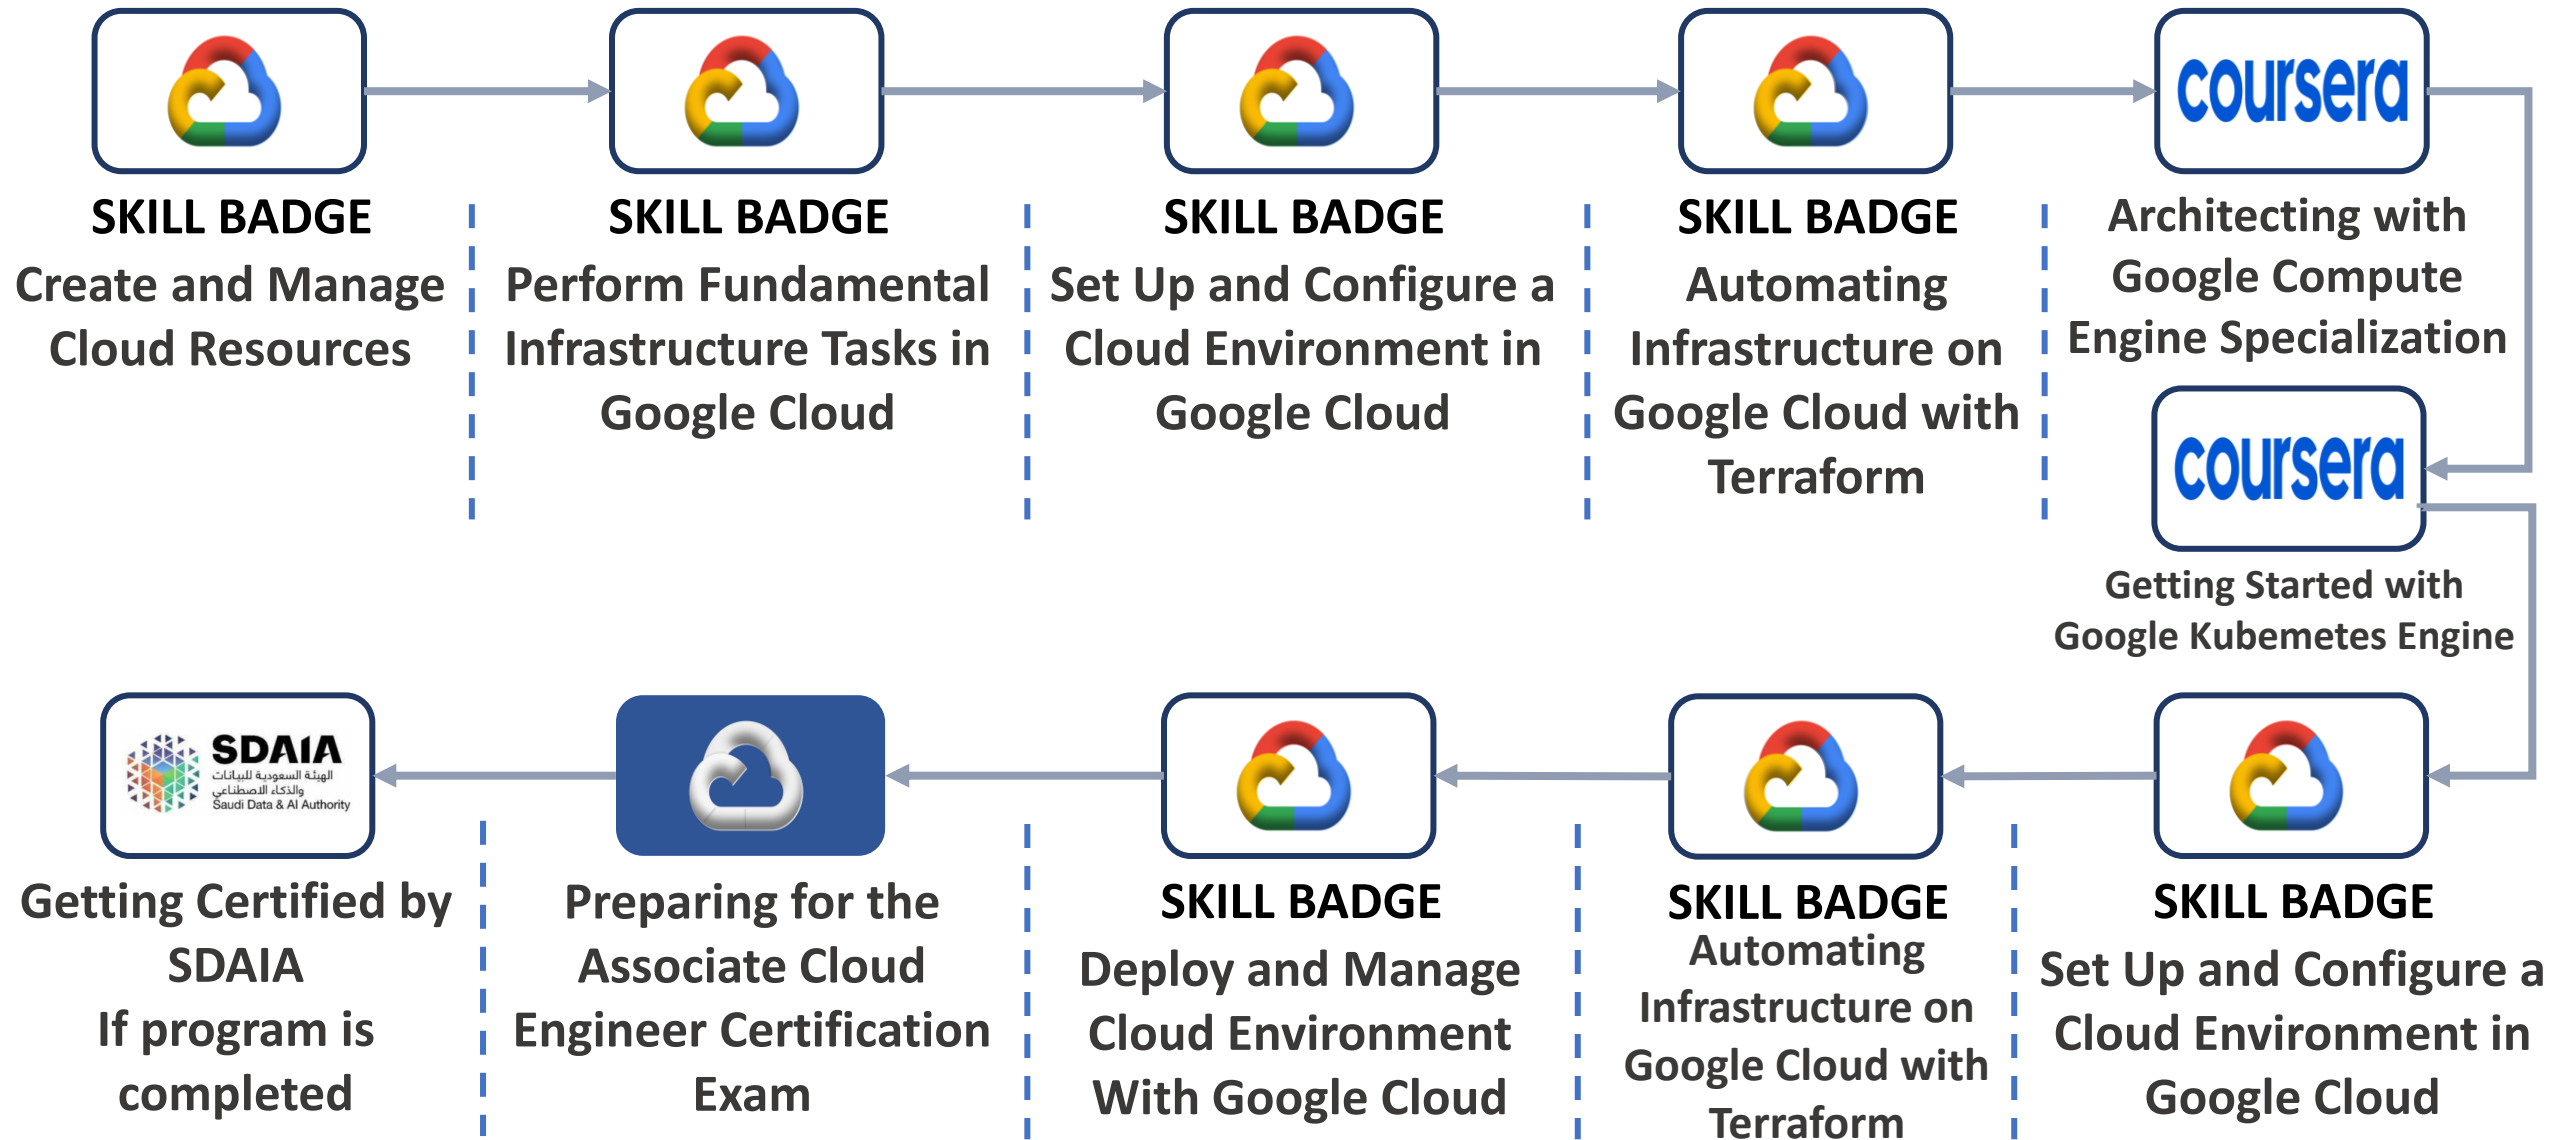 coursera
SKILL BADGE
Create and Manage
Cloud Resources
SKILL BADGE
Perform Fundamental
Infrastructure Tasks in
Google Cloud
SKILL BADGE
Set Up and Configure a
Cloud Environment in
Google Cloud
SKILL BADGE
Automating
Infrastructure on
Google Cloud with
Terraform
Architecting with
Google Compute
Engine Specialization
coursera
Getting Started with
Google Kubemetes Engine
SKILL BADGE
Set Up and Configure a
Cloud Environment in
Google Cloud
SKILL BADGE
Automating
Infrastructure on
Google Cloud with
Terraform
SKILL BADGE
Deploy and Manage
Cloud Environment
With Google Cloud
Preparing for the
Associate Cloud
Engineer Certification
Exam
SDAIA
الهيئة السعودية للبيانات
والذكاء الاصطناعي
Saudi Data & AI Authority
Getting Certified by
SDAIA
If program is
completed